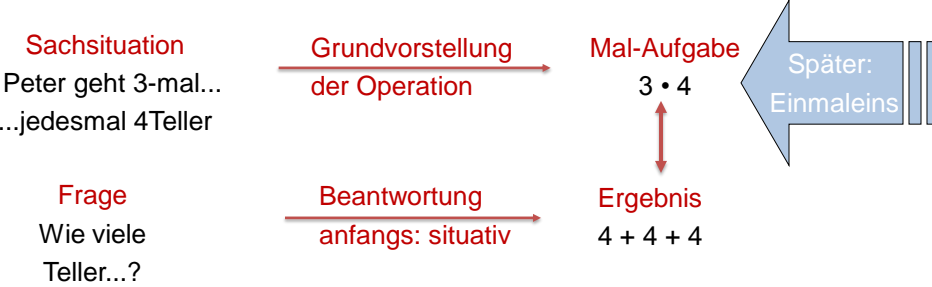 Sachsituation
Peter geht 3-mal...
...jedesmal 4Teller
Grundvorstellung
der Operation
Mal-Aufgabe
3 • 4
Später:
Einmaleins
Frage
Wie viele
Teller...?
Beantwortung
anfangs: situativ
Ergebnis
4 + 4 + 4